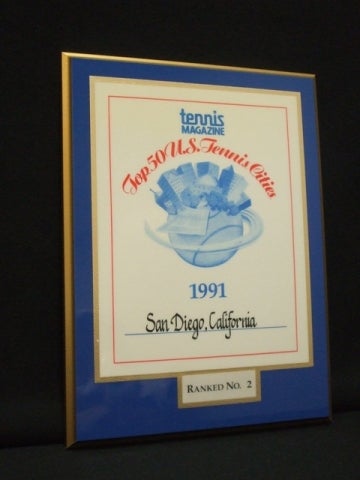 tennis
MAGAZINE
Top 50 U.S. Tennis Cities
1991
San Diego, California
RANKED NO. 2